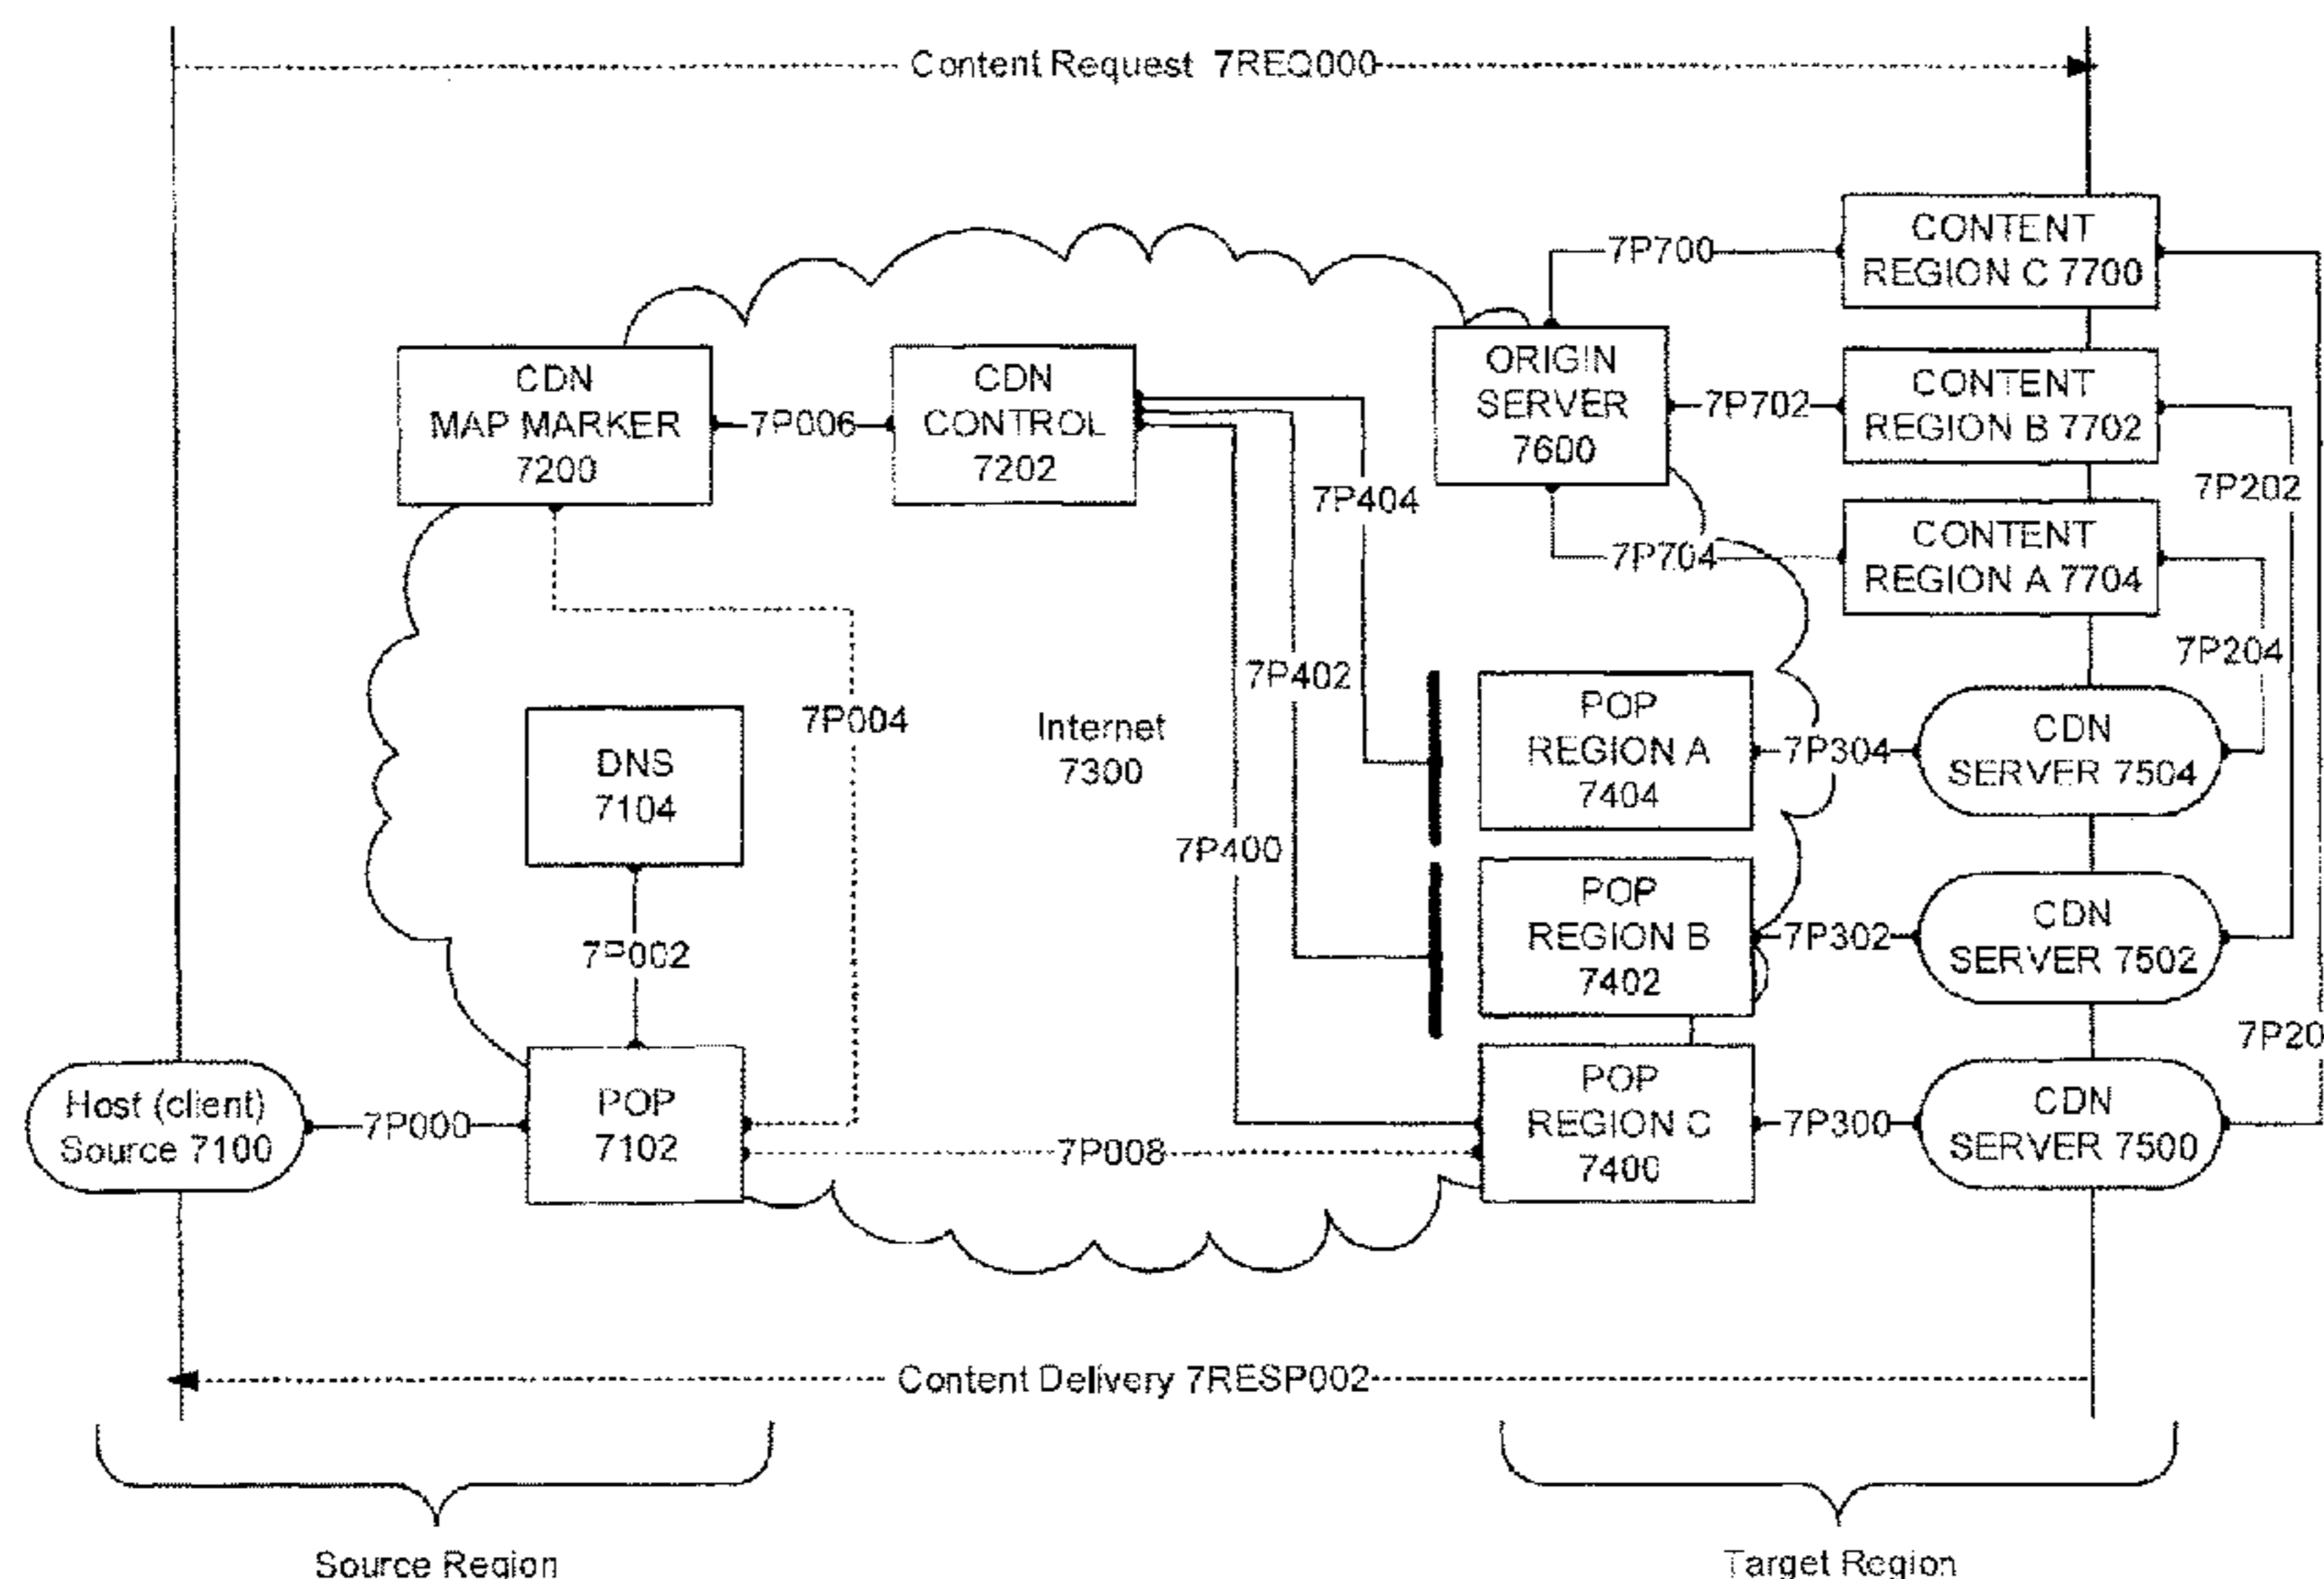 Content Request 7REQ000
CONTENT
REGION C 7700
7P700
CDN
MAP MARKER
7200
7P006
CDN
CONTROL
7202
ORIGIN
SERVER
7600
7P702
CONTENT
REGION B 7702
7P202
7P404
7P704
CONTENT
REGION A 7704
7P204
7P402
7P004
Internet
7300
DNS
7104
POP
REGION A
7404
7P304
CDN
SERVER 7504
7P400
7P002
POP
REGION B
7402
7P302
CDN
SERVER 7502
7P20
Host (client)
Source 7100
7P000
POP
7102
7P008
POP
REGION C
7400
7P300
CDN
SERVER 7500
Content Delivery 7RESP002
Source Region
Target Region